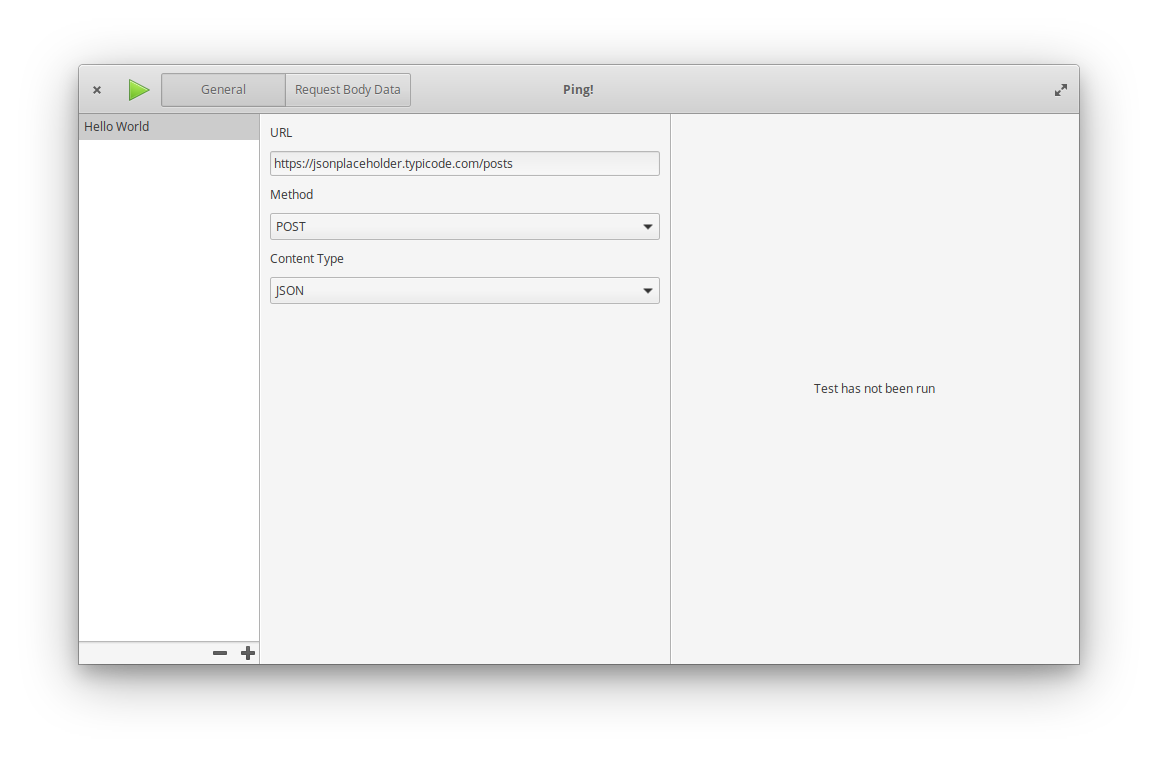 General
Request Body Data
Ping!
Hello World
URL
https://jsonplaceholder.typicode.com/posts
Method
POST
Content Type
JSON
Test has not been run